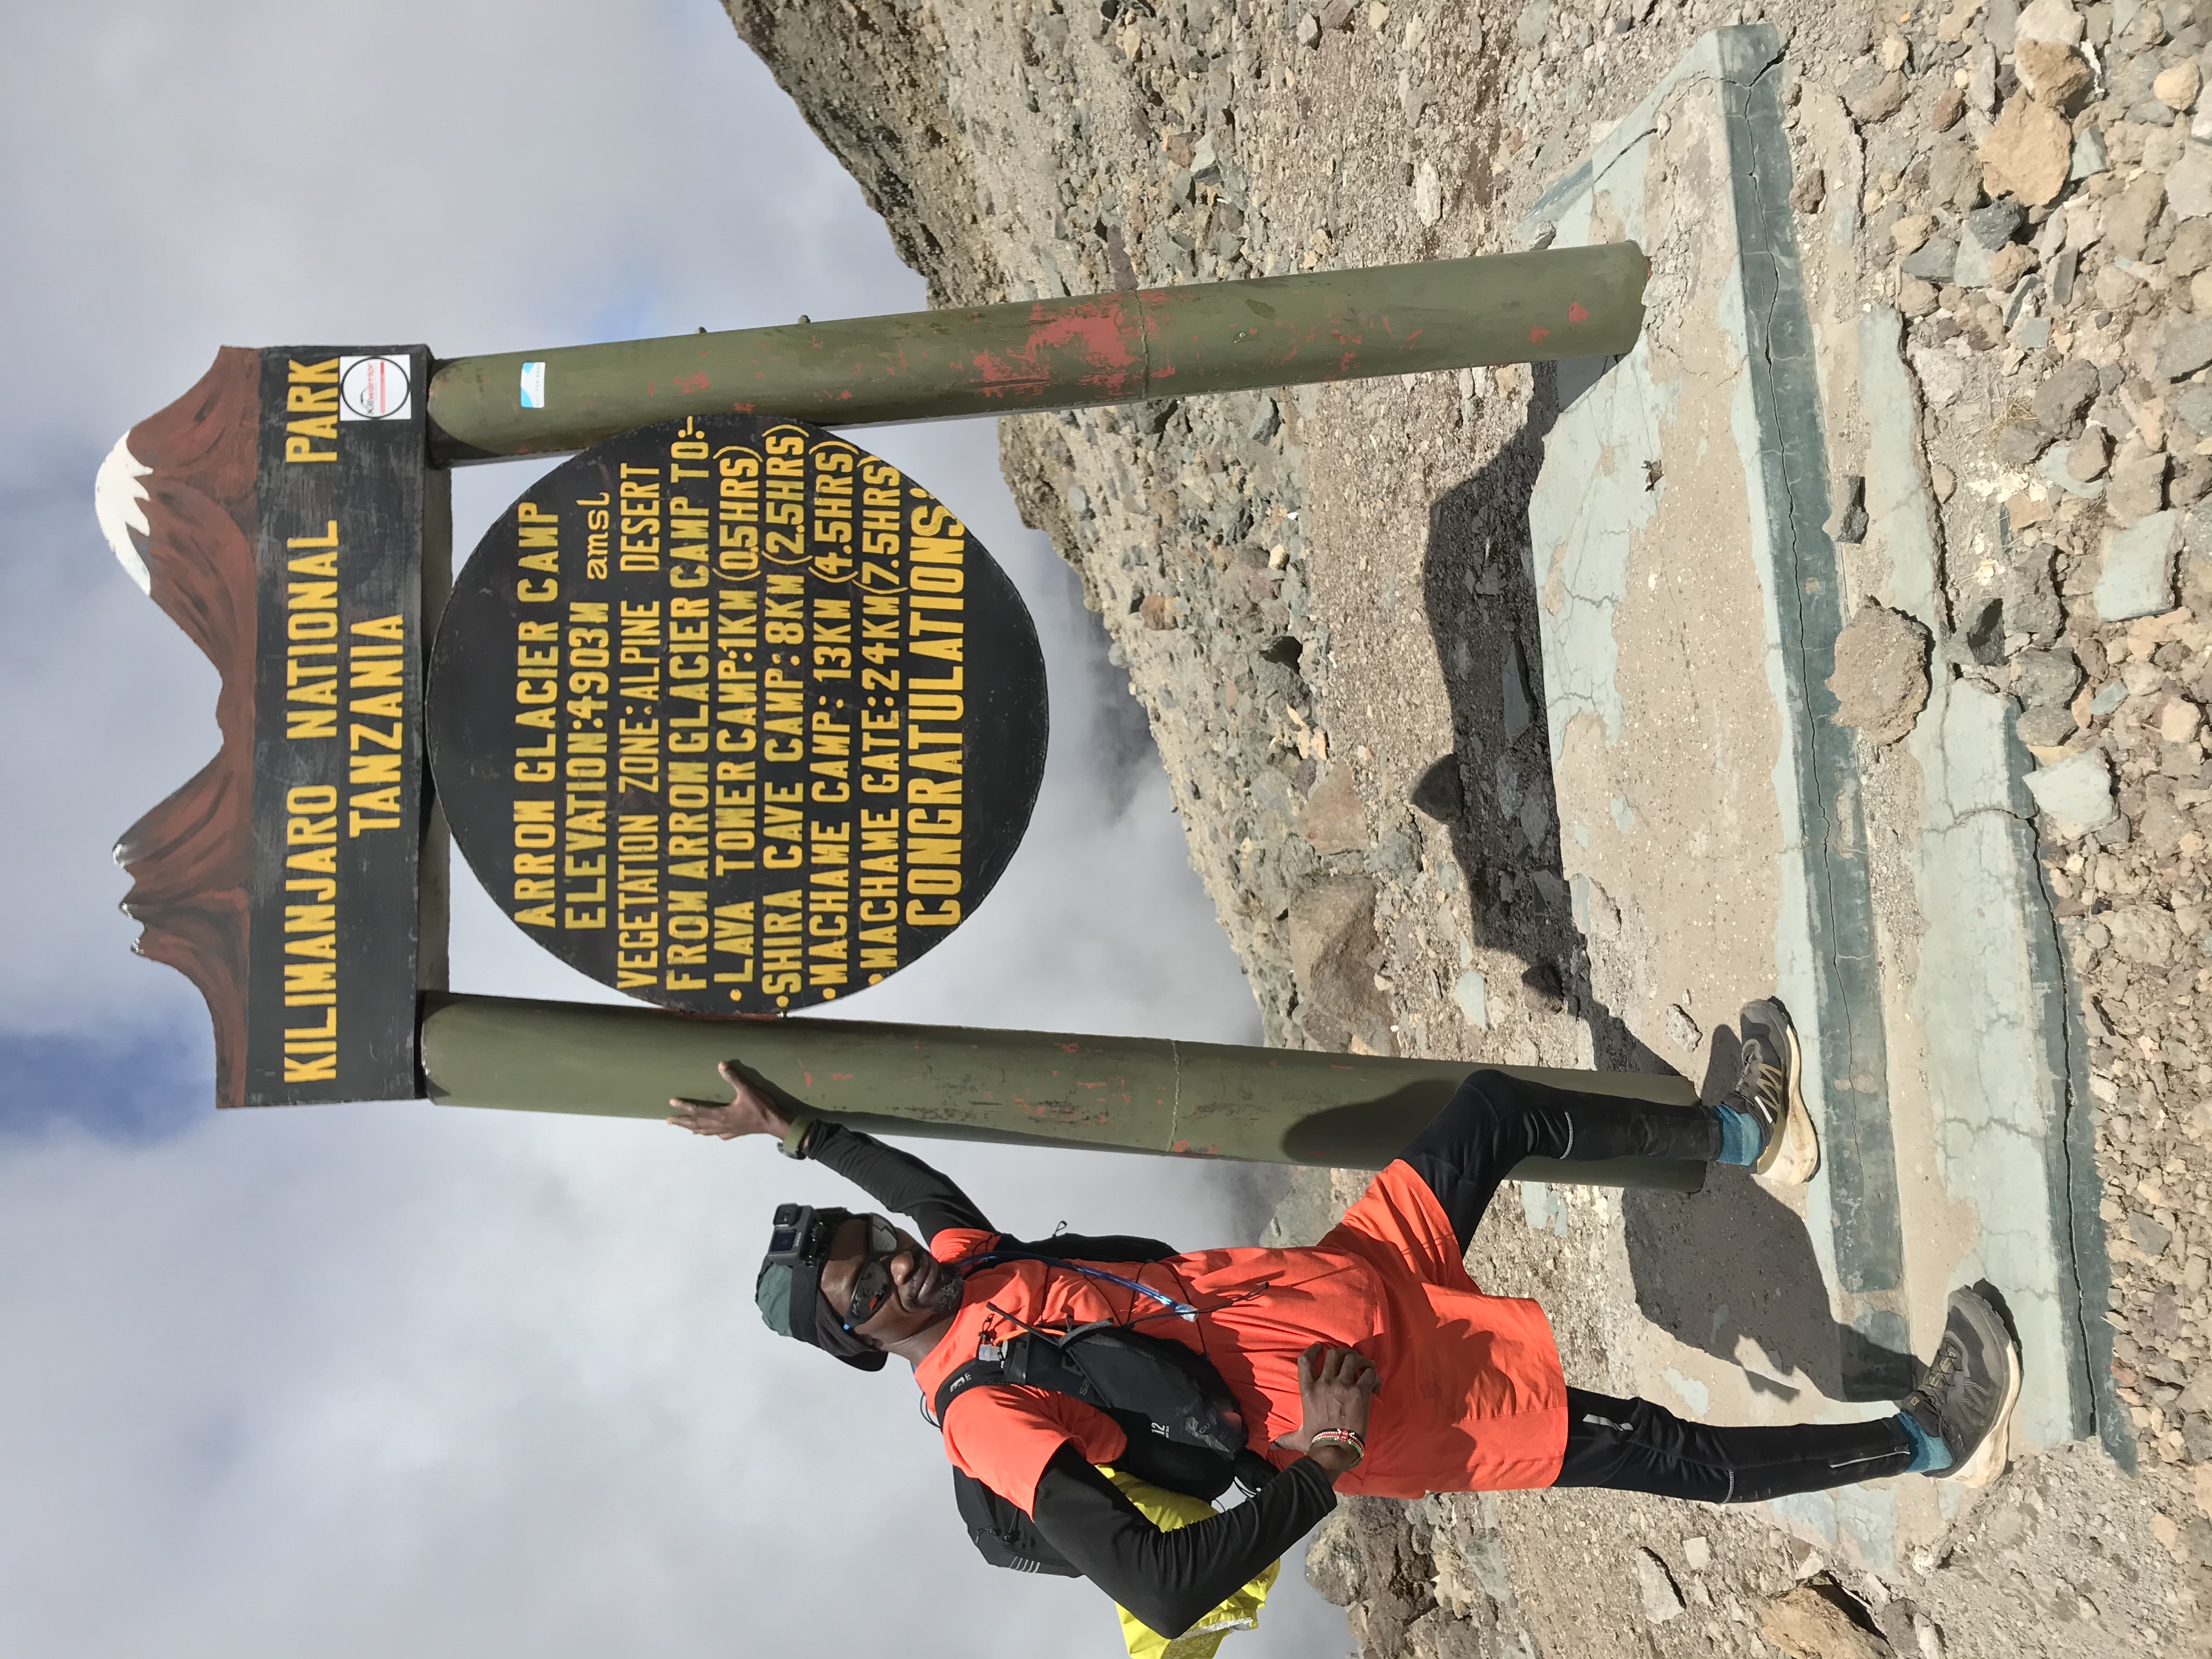 KILIMANJARO NATIONAL PARK
TANZANIA
Kiliwarrior
ARROW GLACIER CAMP
ELEVATION:4903M amsl
VEGETATION ZONE:ALPINE DESERT
FROM ARROW GLACIER CAMP TO:-
•LAVA TOWER CAMP:1KM (0.5HRS)
•SHIRA CAVE CAMP: 8KM (2.5HRS)
•MACHAME CAMP: 13KM (4.5HRS)
•MACHAME GATE:24KM(7.5HRS)
CONGRATULATIONS!
12